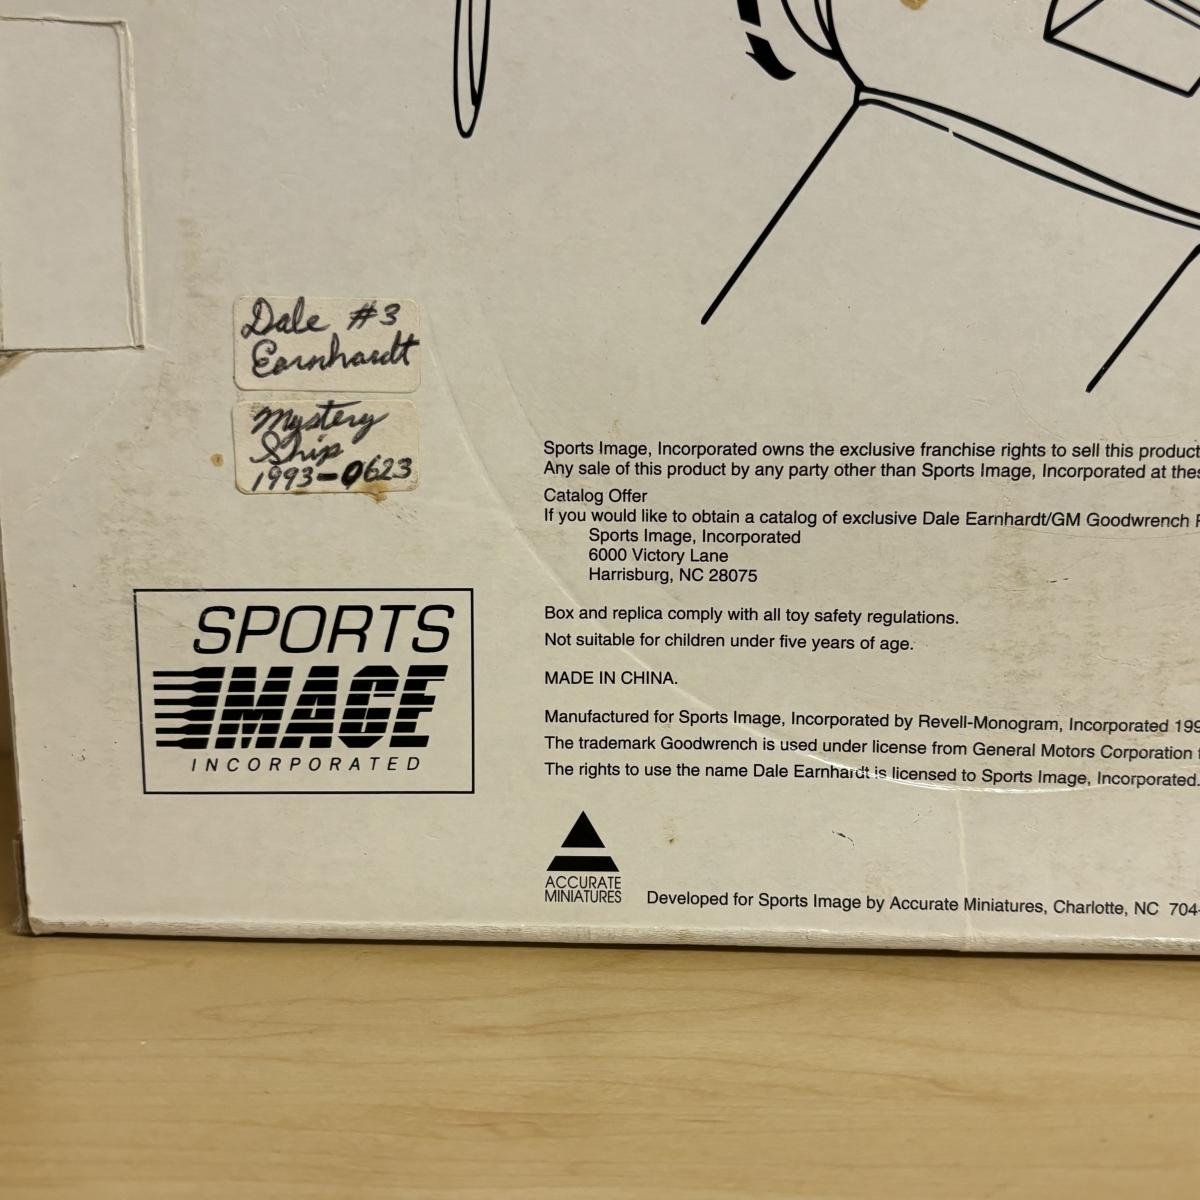 Dale #3
Earnhardt
Mystery
Ship
1993-0623
Sports Image, Incorporated owns the exclusive franchise rights to sell this product
Any sale of this product by any party other than Sports Image, Incorporated at thes
Catalog Offer
If you would like to obtain a catalog of exclusive Dale Earnhardt/GM Goodwrench
Sports Image, Incorporated
6000 Victory Lane
Harrisburg, NC 28075
Box and replica comply with all toy safety regulations.
Not suitable for children under five years of age.
MADE IN CHINA.
Manufactured for Sports Image, Incorporated by Revell-Monogram, Incorporated 199
The trademark Goodwrench is used under license from General Motors Corporation
The rights to use the name Dale Earnhardt is licensed to Sports Image, Incorporated.
SPORTS
IMAGE
INCORPORATED
ACCURATE
MINIATURES
Developed for Sports Image by Accurate Miniatures, Charlotte, NC 704-